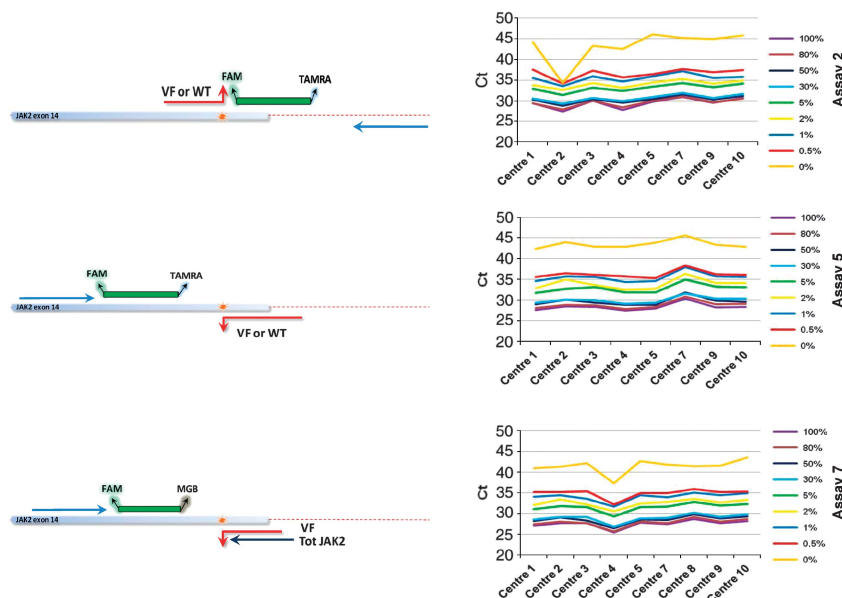 FAM
TAMRA
VF or WT
JAK2 exon 14
Ct
50
45
40
35
30
25
20
Centre 1
Centre 2
Centre 3
Centre 4
Centre 5
Centre 7
Centre 9
Centre 10
100%
80%
50%
30%
5%
2%
1%
0.5%
0%
Assay 2
FAM
TAMRA
JAK2 exon 14
VF or WT
Ct
50
45
40
35
30
25
20
Centre 1
Centre 2
Centre 3
Centre 4
Centre 5
Centre 7
Centre 9
Centre 10
100%
80%
50%
30%
5%
2%
1%
0.5%
0%
Assay 5
FAM
MGB
JAK2 exon 14
VF
Tot JAK2
Ct
50
45
40
35
30
25
20
Centre 1
Centre 2
Centre 3
Centre 4
Centre 5
Centre 7
Centre 8
Centre 9
Centre 10
100%
80%
50%
30%
5%
2%
1%
0.5%
0%
Assay 7